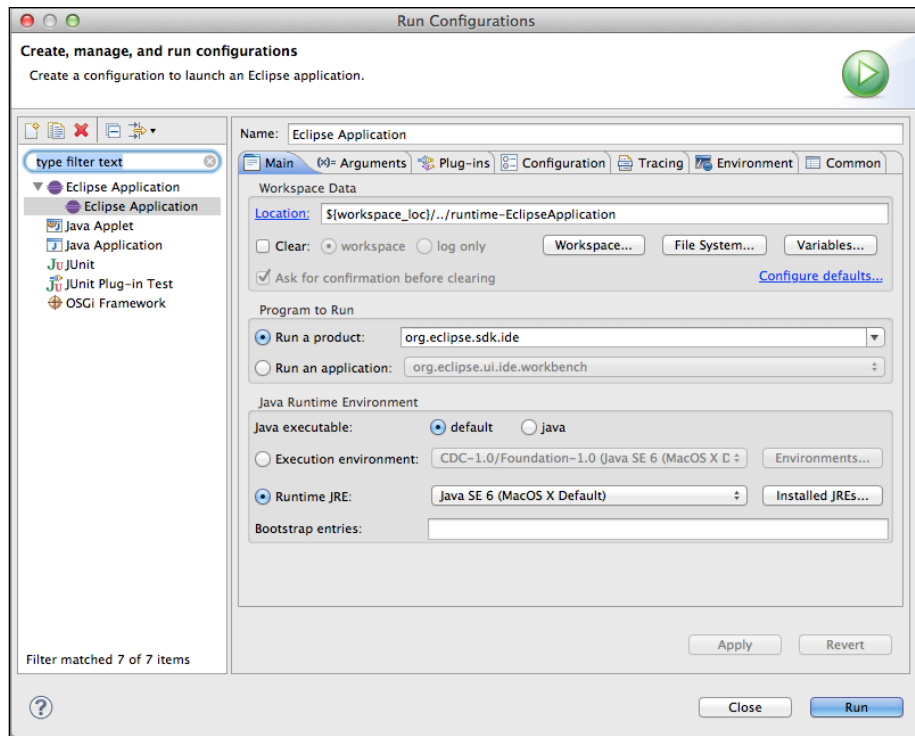 Run Configurations
Create, manage, and run configurations
Create a configuration to launch an Eclipse application.
type filter text
Eclipse Application
Eclipse Application
Java Applet
Java Application
Ju JUnit
Ju JUnit Plug-in Test
OSGi Framework
Filter matched 7 of 7 items
Name: Eclipse Application
Main (x)= Arguments Plug-ins Configuration Tracing Environment Common
Workspace Data
Location: ${workspace_loc}/../runtime-EclipseApplication
Clear: workspace log only Workspace... File System... Variables...
Ask for confirmation before clearing Configure defaults...
Program to Run
Run a product: org.eclipse.sdk.ide
Run an application: org.eclipse.ui.ide.workbench
Java Runtime Environment
Java executable: default java
Execution environment: CDC-1.0/Foundation-1.0 (Java SE 6 (MacOS X D Environments...
Runtime JRE: Java SE 6 (MacOS X Default) Installed JREs...
Bootstrap entries:
Apply Revert
? Close Run